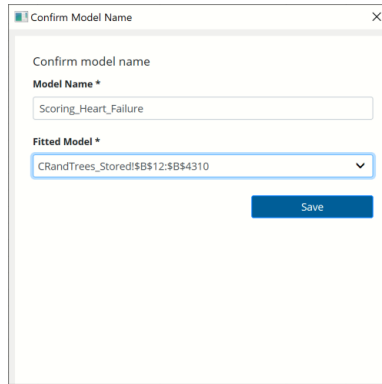 Confirm Model Name
Confirm model name
Model Name *
Scoring_Heart_Failure
Fitted Model *
CRandTrees_Stored!$B$12:$B$4310
Save